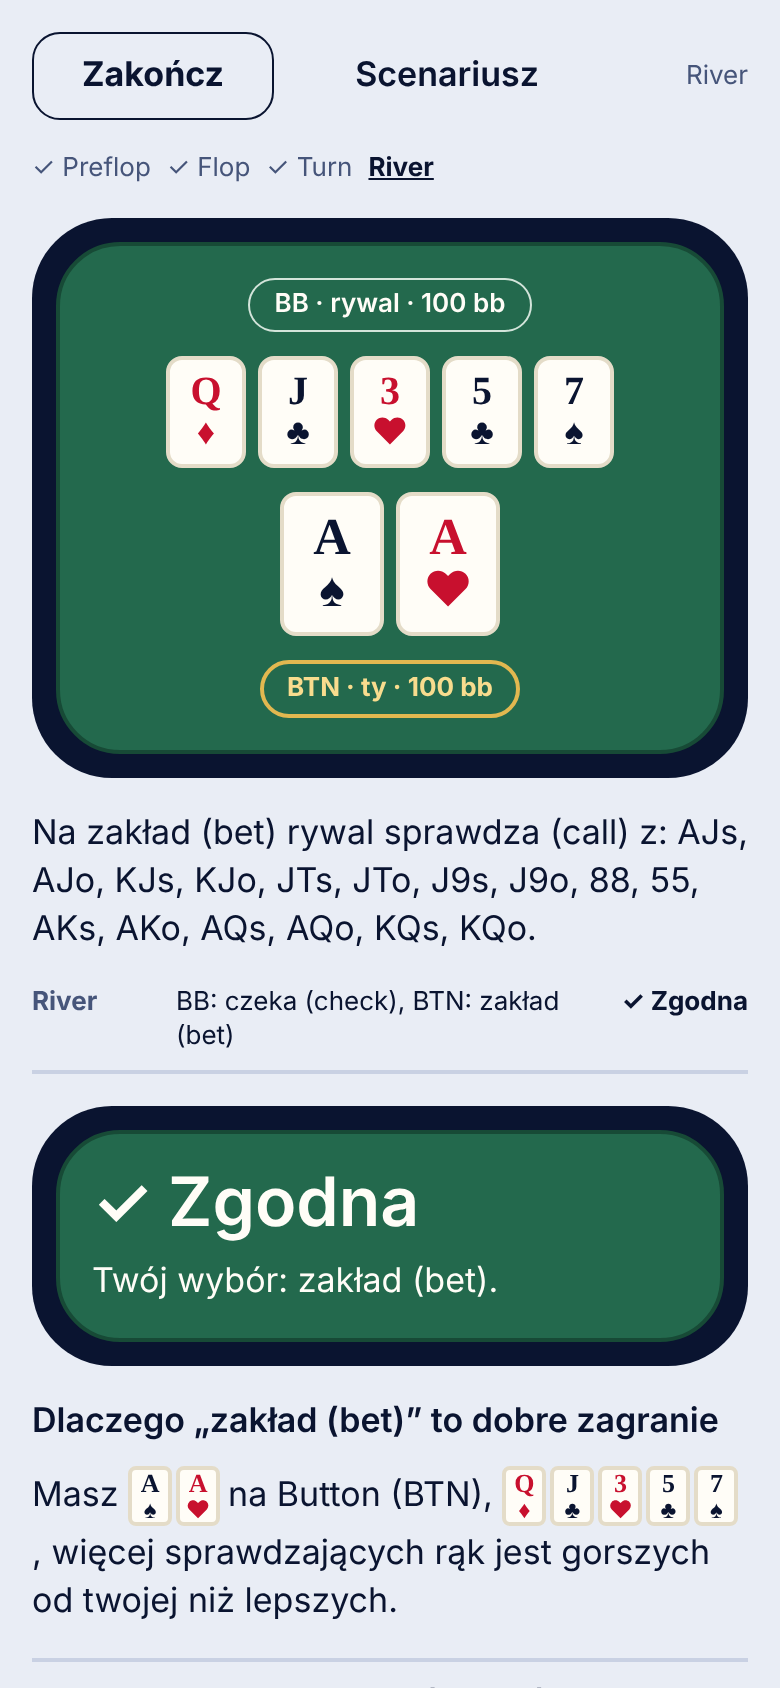 Zakończ Scenariusz River
✓ Preflop ✓ Flop ✓ Turn River
BB · rywal · 100 bb
Q♦ J♣ 3♥ 5♣ 7♠
A♠ A♥
BTN · ty · 100 bb
Na zakład (bet) rywal sprawdza (call) z: AJs,
AJo, KJs, KJo, JTs, JTo, J9s, J9o, 88, 55,
AKs, AKo, AQs, AQo, KQs, KQo.
River BB: czeka (check), BTN: zakład ✓ Zgodna
(bet)
✓ Zgodna
Twój wybór: zakład (bet).
Dlaczego „zakład (bet)” to dobre zagranie
Masz A♠ A♥ na Button (BTN), Q♦ J♣ 3♥ 5♣ 7♠
, więcej sprawdzających rąk jest gorszych
od twojej niż lepszych.